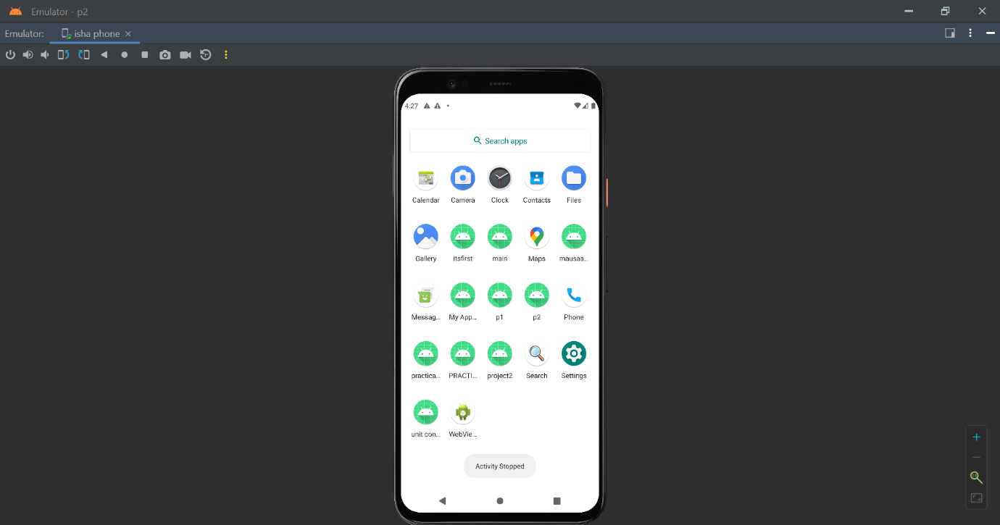 Emulator - p2
Emulator: isha phone
4:27
Search apps
Calendar Camera Clock Contacts Files
Gallery itsfirst main Maps mausaa...
Messag... My App... p1 p2 Phone
practica... PRACTI... project2 Search Settings
unit con... WebVie...
Activity Stopped